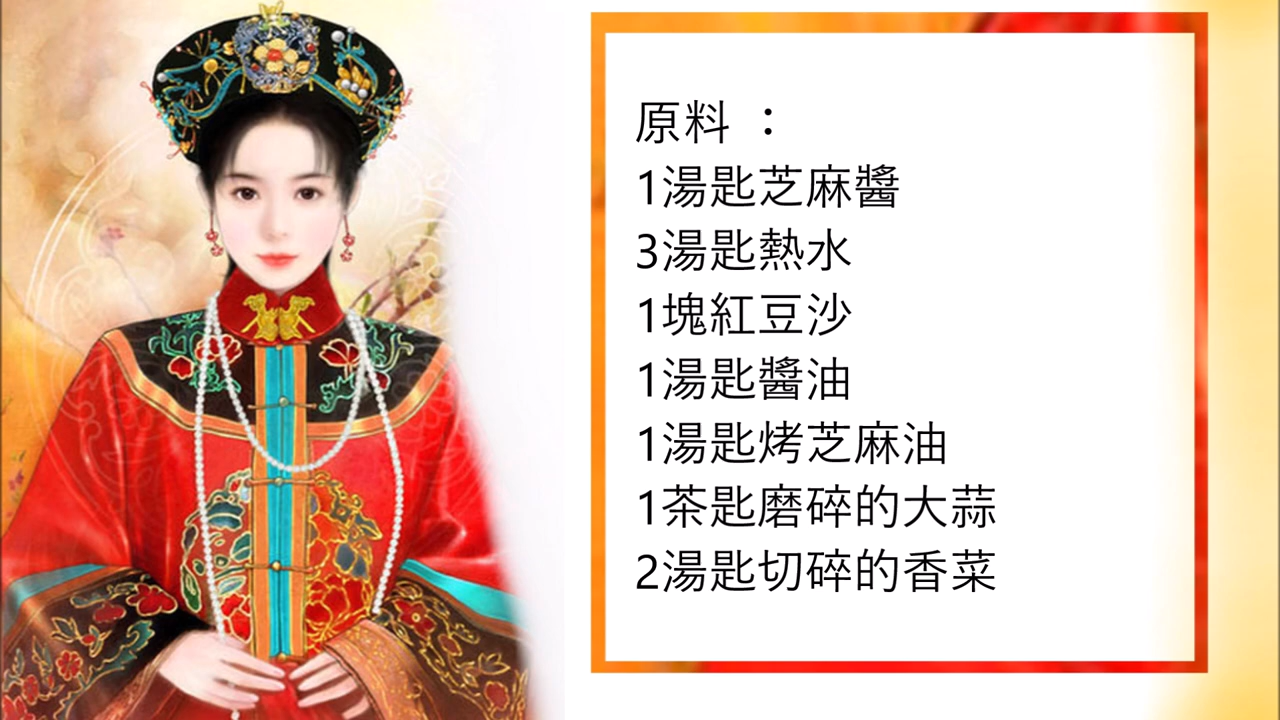 原料 ：
1湯匙芝麻醬
3湯匙熱水
1塊紅豆沙
1湯匙醬油
1湯匙烤芝麻油
1茶匙磨碎的大蒜
2湯匙切碎的香菜